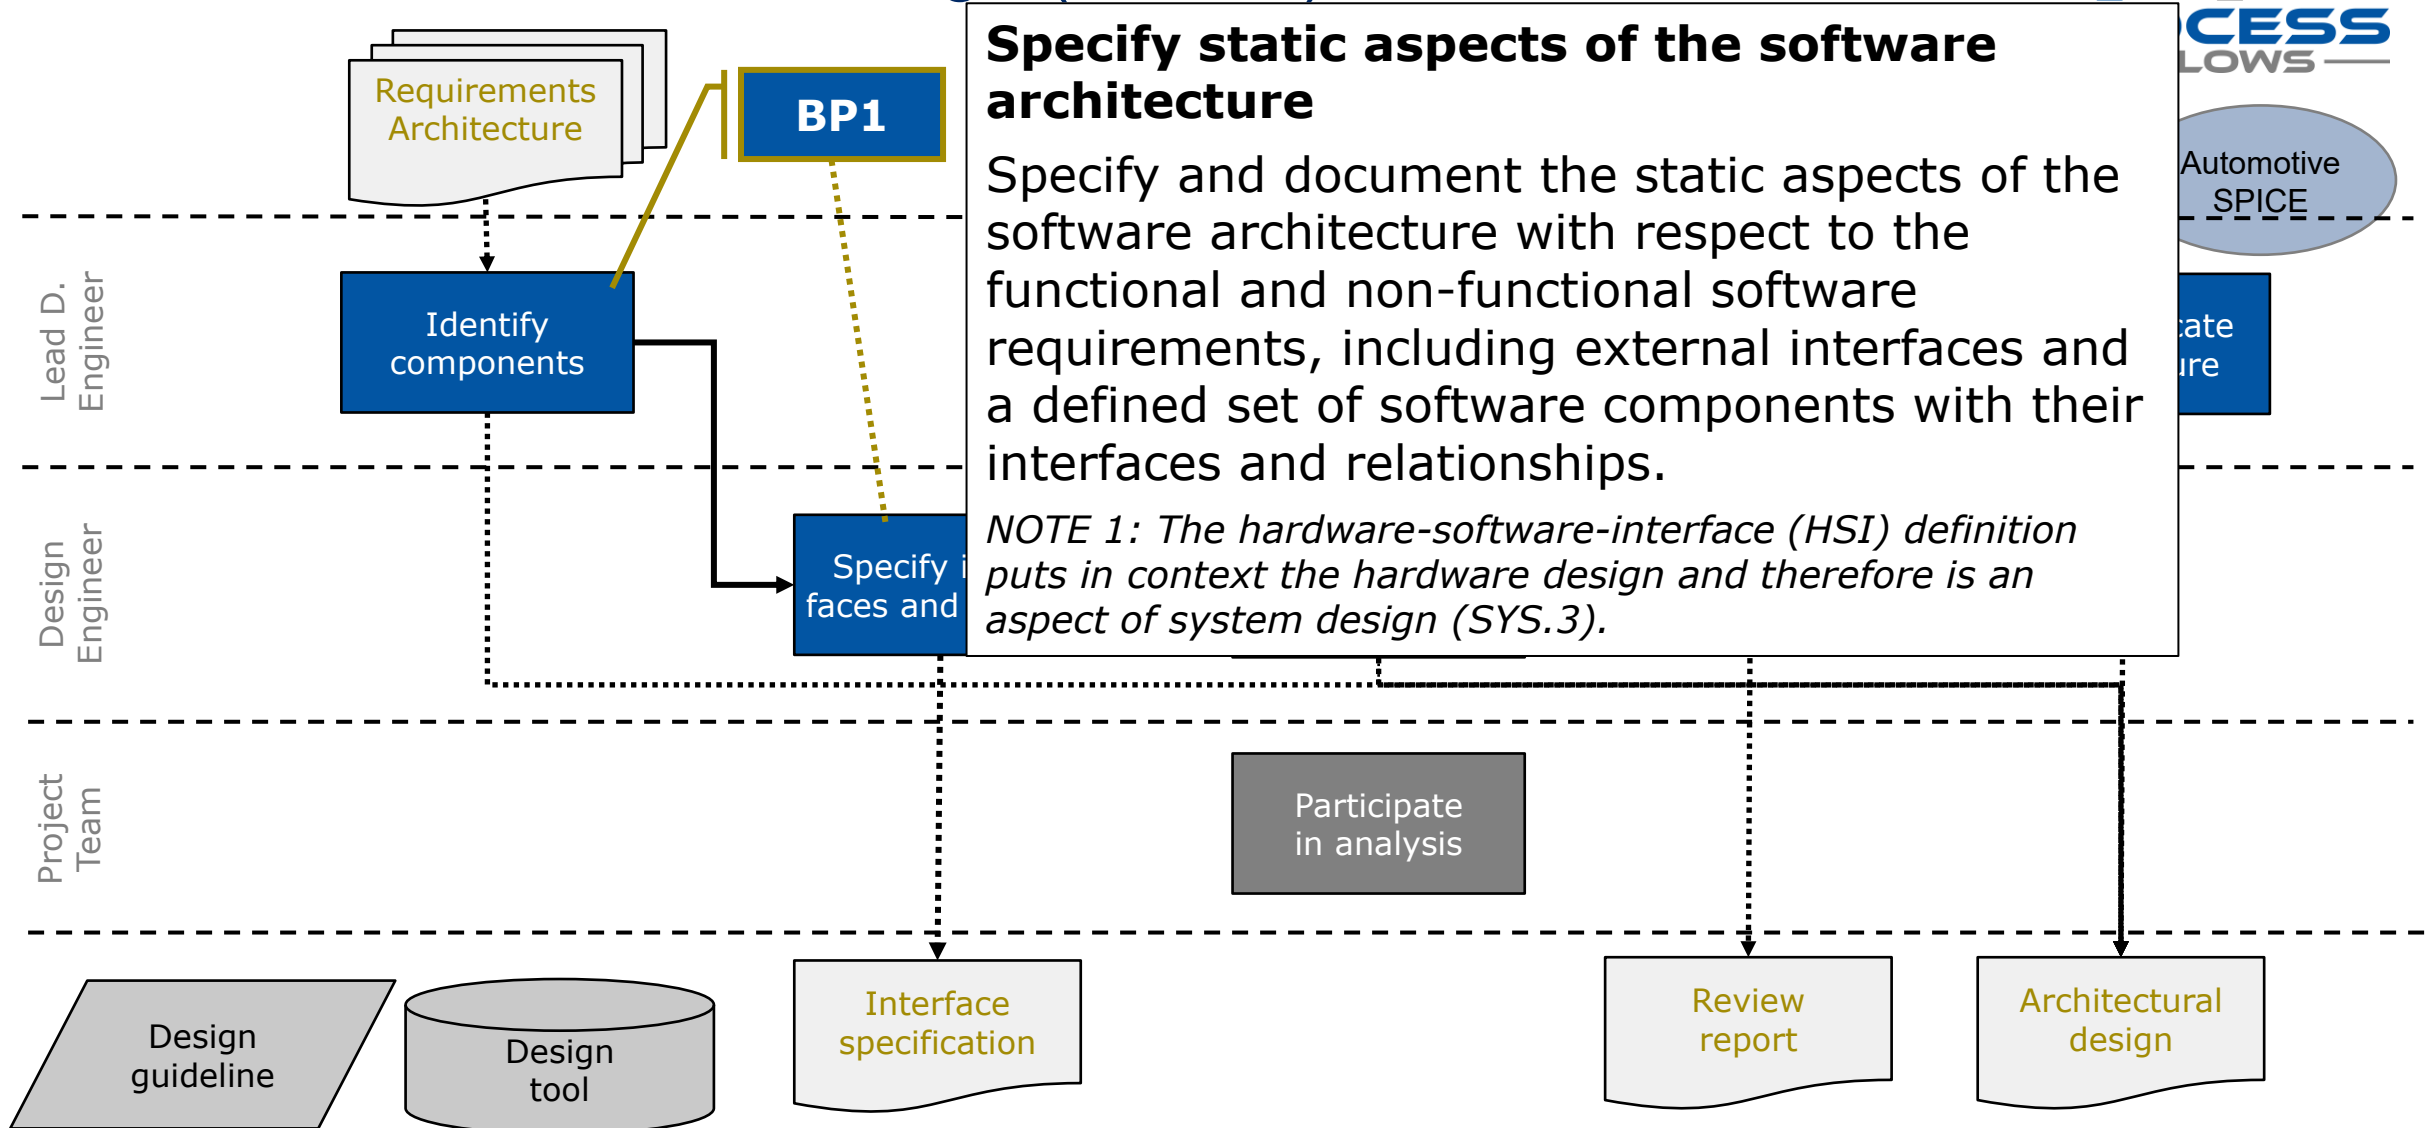 Requirements
Architecture
BP1
Specify static aspects of the software
architecture
Specify and document the static aspects of the
software architecture with respect to the
functional and non-functional software
requirements, including external interfaces and
a defined set of software components with their
interfaces and relationships.
NOTE 1: The hardware-software-interface (HSI) definition
puts in context the hardware design and therefore is an
aspect of system design (SYS.3).
Automotive
SPICE
Lead D.
Engineer
Identify
components
Design
Engineer
Specify
faces and
Project
Team
Participate
in analysis
Design
guideline
Design
tool
Interface
specification
Review
report
Architectural
design